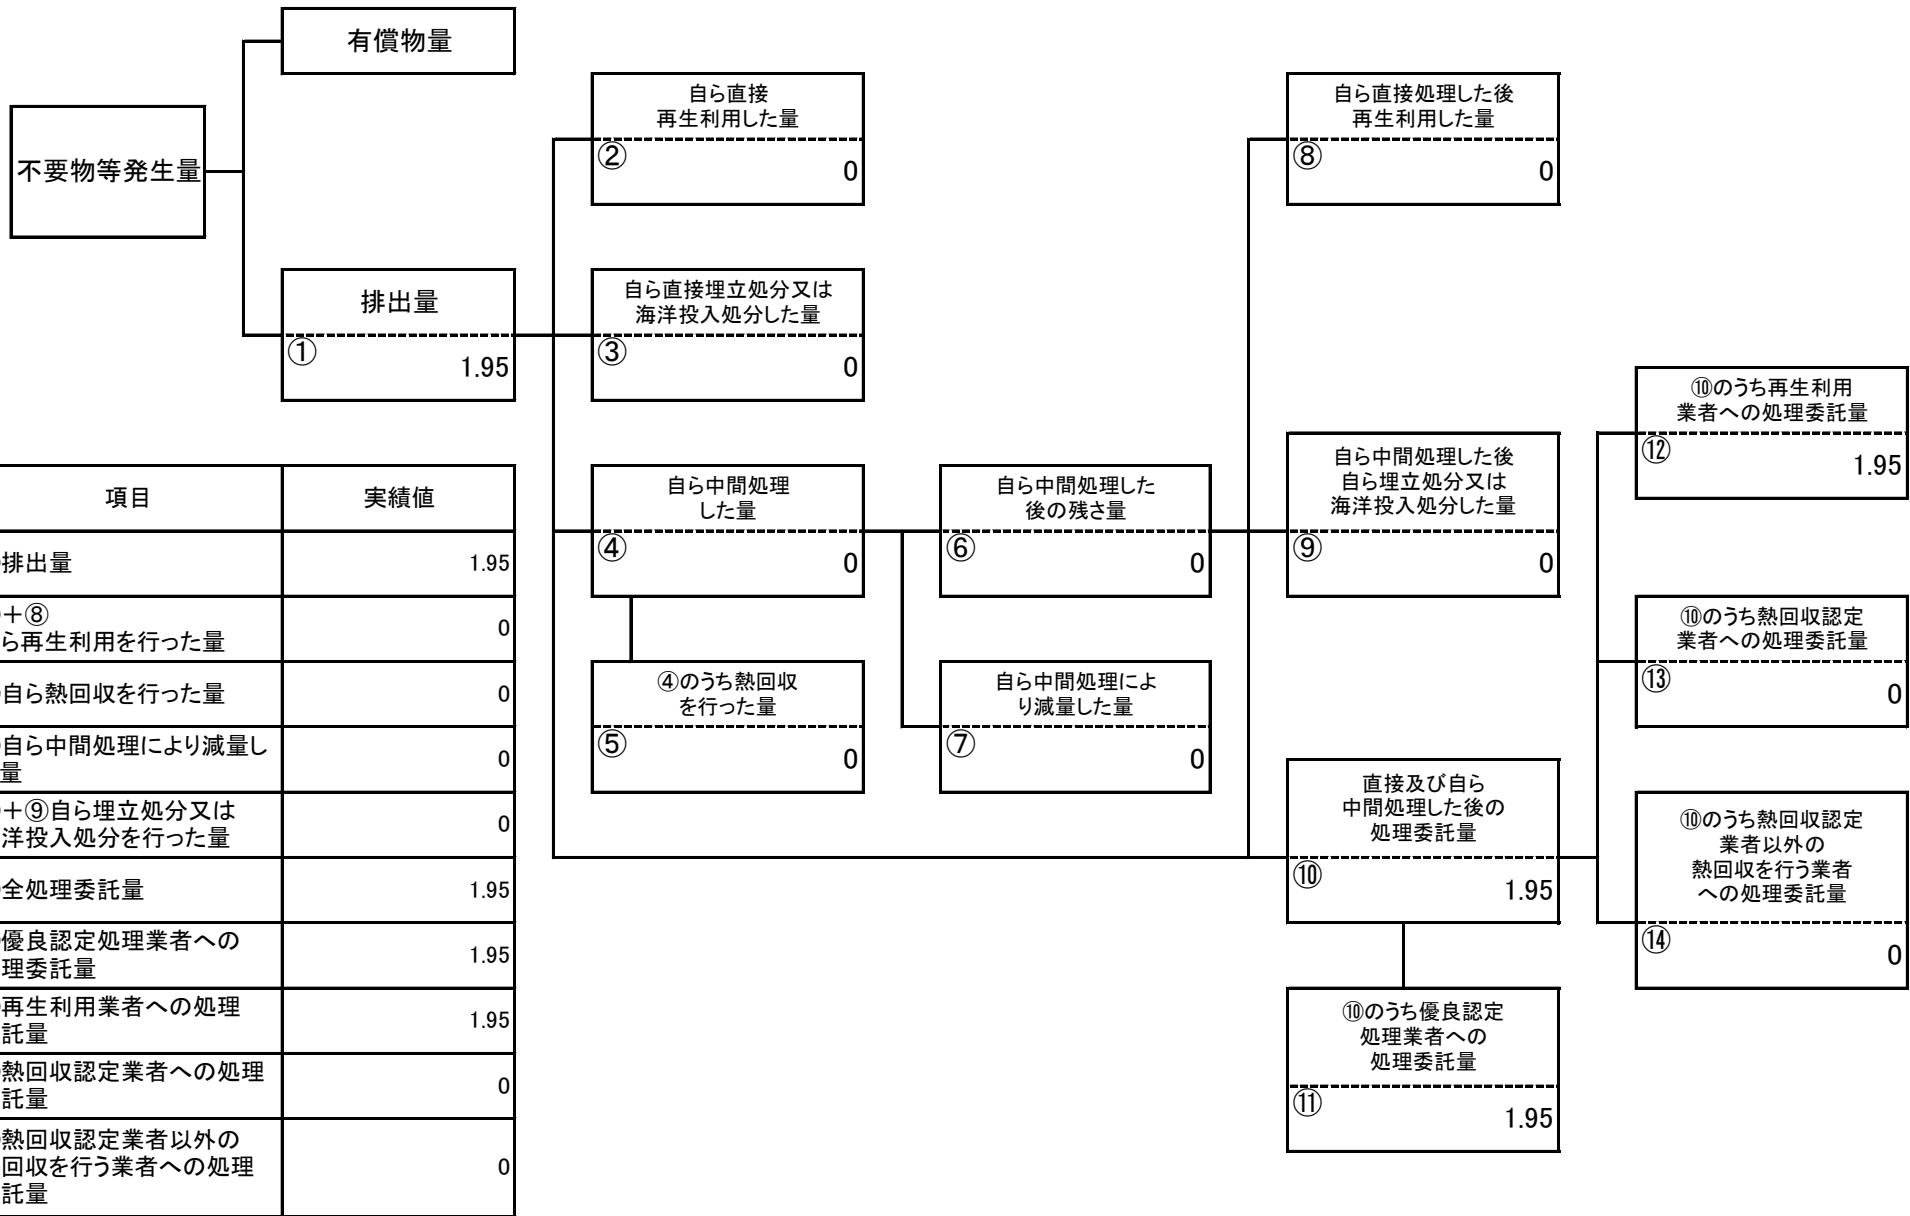 有償物量
不要物等発生量
排出量
①
1.95
自ら直接
再生利用した量
②
0
自ら直接埋立処分又は
海洋投入処分した量
③
0
自ら中間処理
した量
④
0
④のうち熱回収
を行った量
⑤
0
自ら中間処理した
後の残さ量
⑥
0
自ら中間処理によ
り減量した量
⑦
0
自ら直接処理した後
再生利用した量
⑧
0
自ら中間処理した後
自ら埋立処分又は
海洋投入処分した量
⑨
0
直接及び自ら
中間処理した後の
処理委託量
⑩
1.95
⑩のうち優良認定
処理業者への
処理委託量
⑪
1.95
⑩のうち再生利用
業者への処理委託量
⑫
1.95
⑩のうち熱回収認定
業者への処理委託量
⑬
0
⑩のうち熱回収認定
業者以外の
熱回収を行う業者
への処理委託量
⑭
0
項目 実績値
排出量 1.95
+⑧
ら再生利用を行った量
0
自ら熱回収を行った量 0
自ら中間処理により減量し
量
0
+⑨自ら埋立処分又は
洋投入処分を行った量
0
全処理委託量 1.95
優良認定処理業者への
理委託量
1.95
再生利用業者への処理
託量
1.95
熱回収認定業者への処理
託量
0
熱回収認定業者以外の
回収を行う業者への処理
託量
0